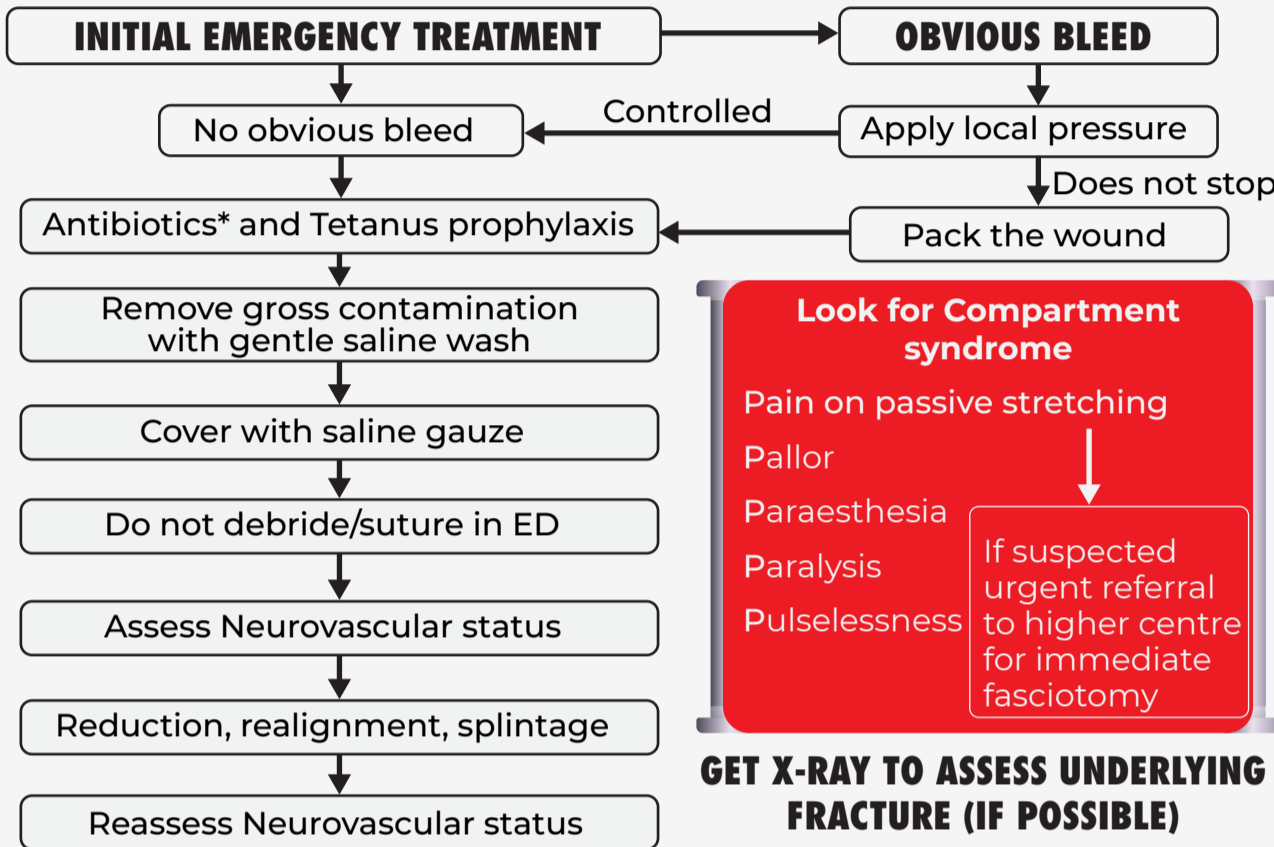 INITIAL EMERGENCY TREATMENT
OBVIOUS BLEED
No obvious bleed
Controlled
Apply local pressure
Does not stop
Antibiotics* and Tetanus prophylaxis
Pack the wound
Remove gross contamination
with gentle saline wash
Cover with saline gauze
Do not debride/suture in ED
Assess Neurovascular status
Reduction, realignment, splintage
Reassess Neurovascular status
Look for Compartment
syndrome
Pain on passive stretching
Pallor
Paraesthesia
Paralysis
Pulselessness
If suspected
urgent referral
to higher centre
for immediate
fasciotomy
GET X-RAY TO ASSESS UNDERLYING
FRACTURE (IF POSSIBLE)